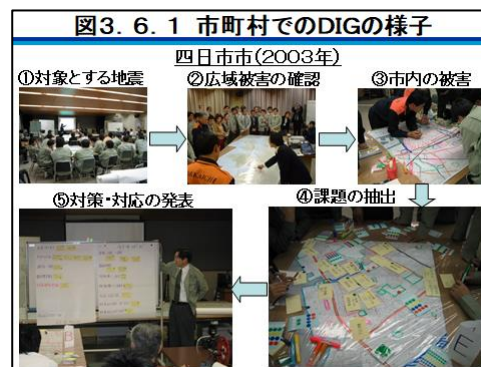 図3.6.1 市町村でのDIGの様子
四日市市(2003年)
①対象とする地震
②広域被害の確認
③市内の被害
⑤対策・対応の発表
④課題の抽出